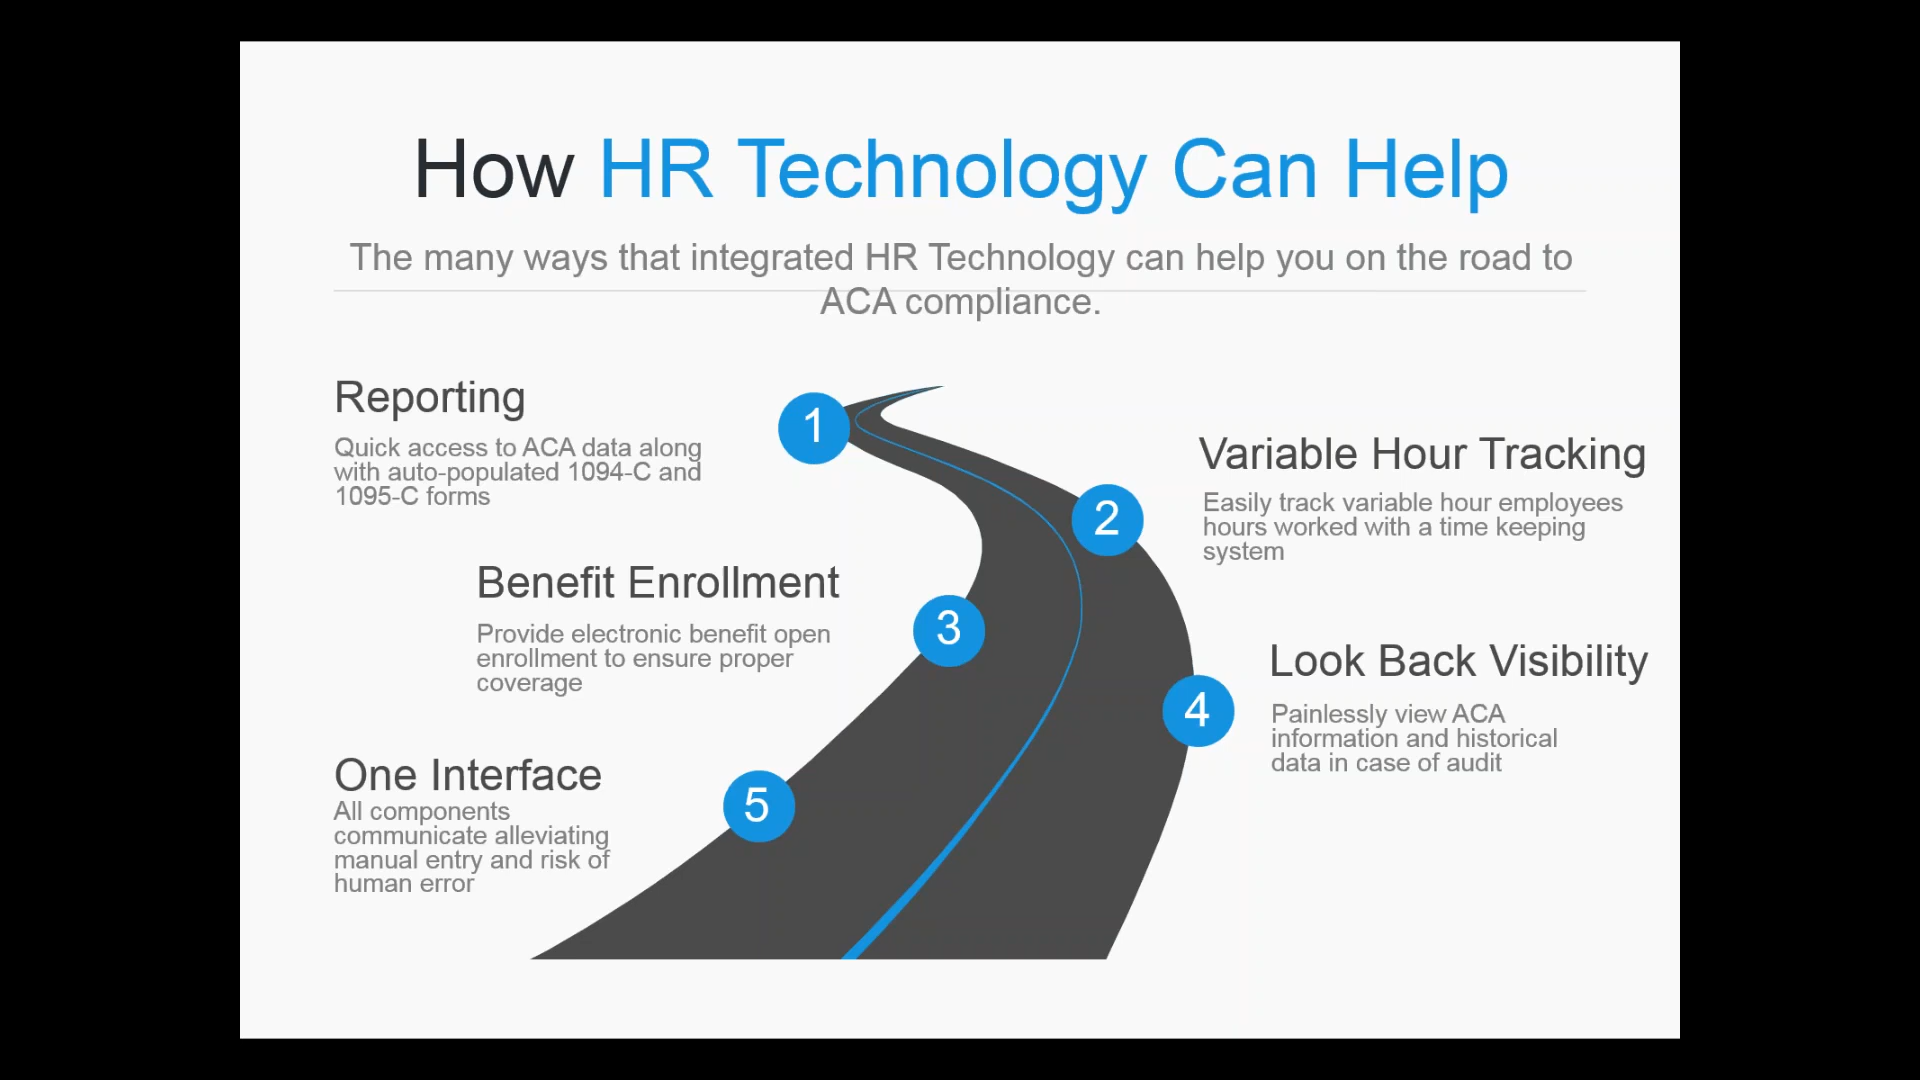 How HR Technology Can Help
The many ways that integrated HR Technology can help you on the road to
ACA compliance.
Reporting
Quick access to ACA data along
with auto-populated 1094-C and
1095-C forms
1
Variable Hour Tracking
Easily track variable hour employees
hours worked with a time keeping
system
2
Benefit Enrollment
Provide electronic benefit open
enrollment to ensure proper
coverage
3
Look Back Visibility
Painlessly view ACA
information and historical
data in case of audit
4
One Interface
All components
communicate alleviating
manual entry and risk of
human error
5